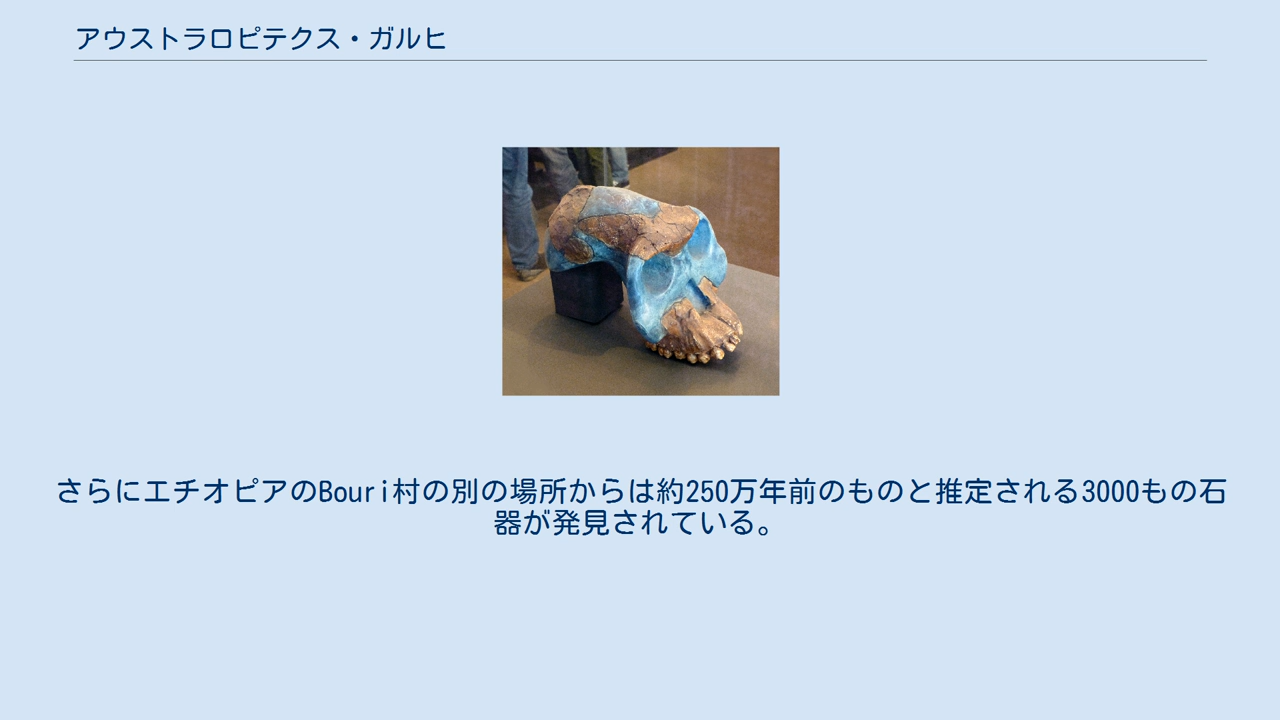 アウストラロピテクス・ガルヒ
さらにエチオピアのBouri村の別の場所からは約250万年前のものと推定される3000もの石
器が発見されている。